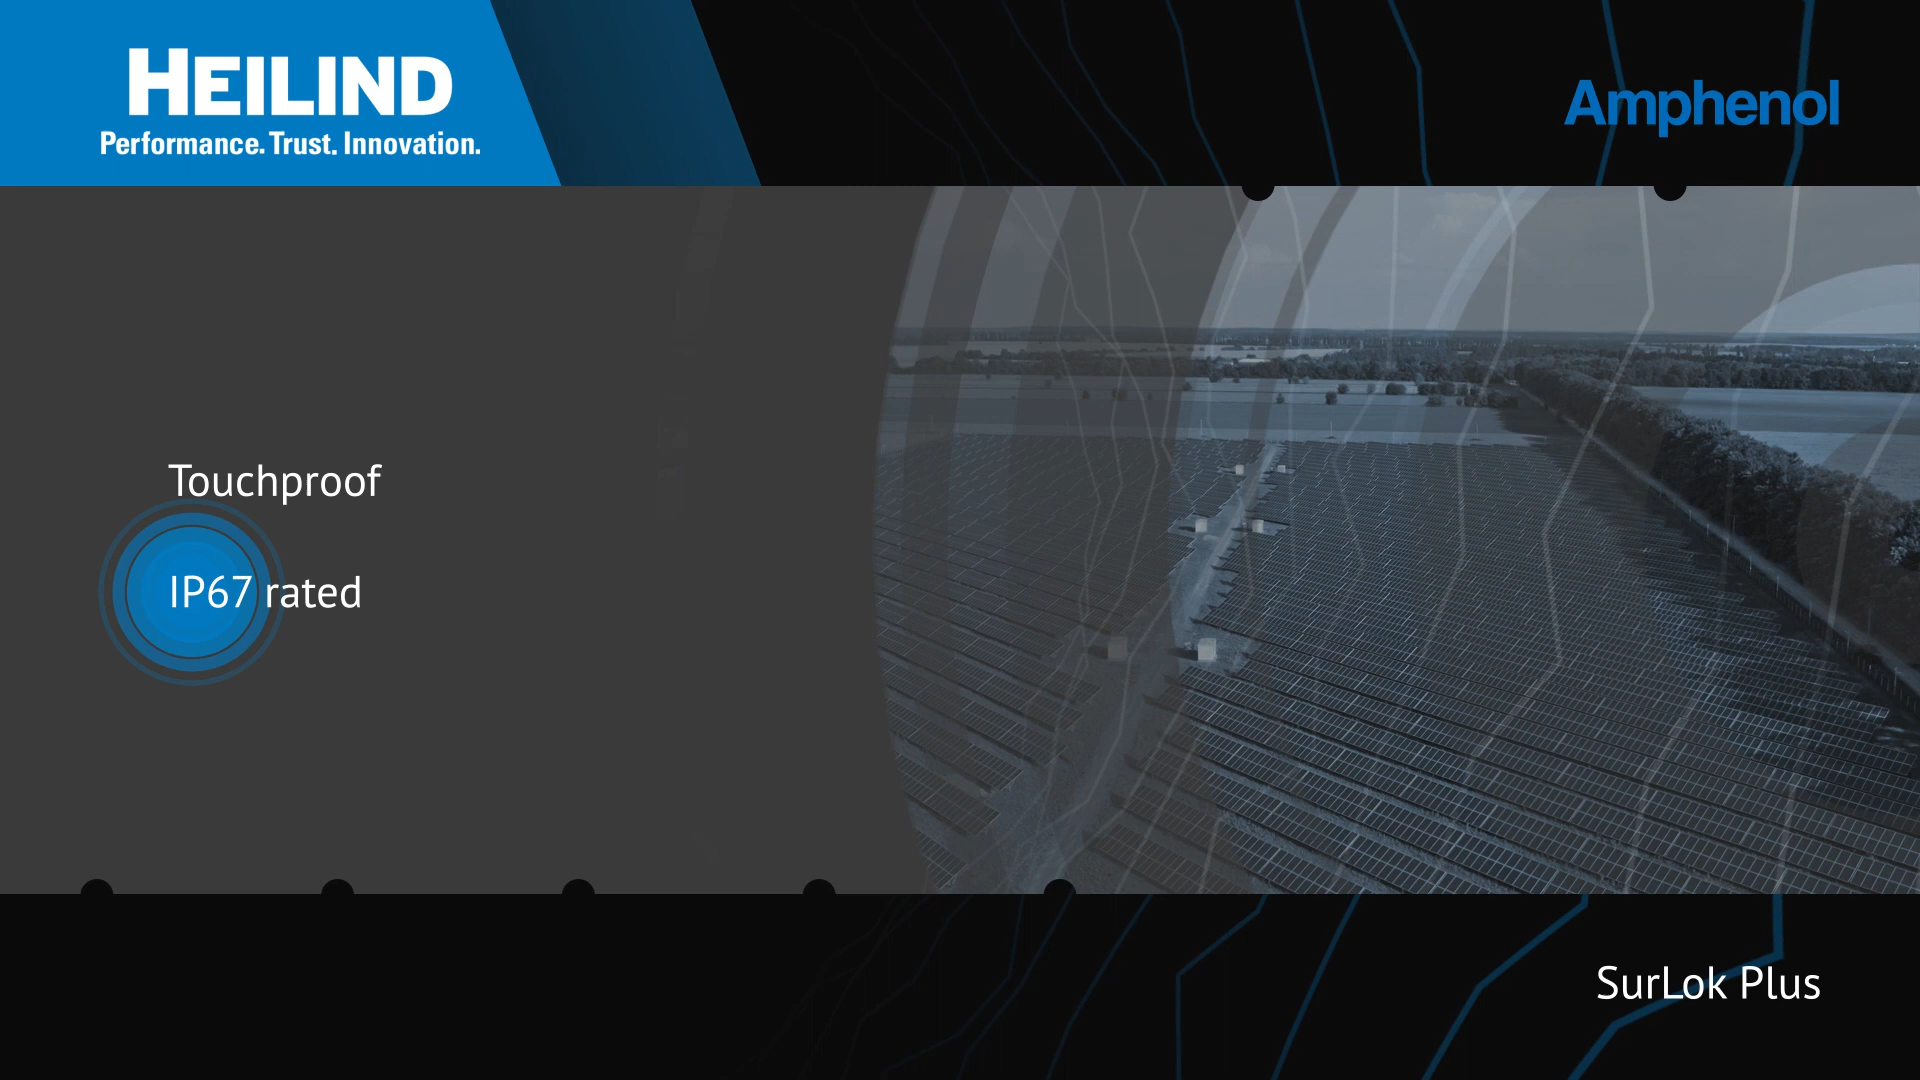 HEILIND
Performance. Trust. Innovation.
Amphenol
Touchproof
IP67 rated
SurLok Plus